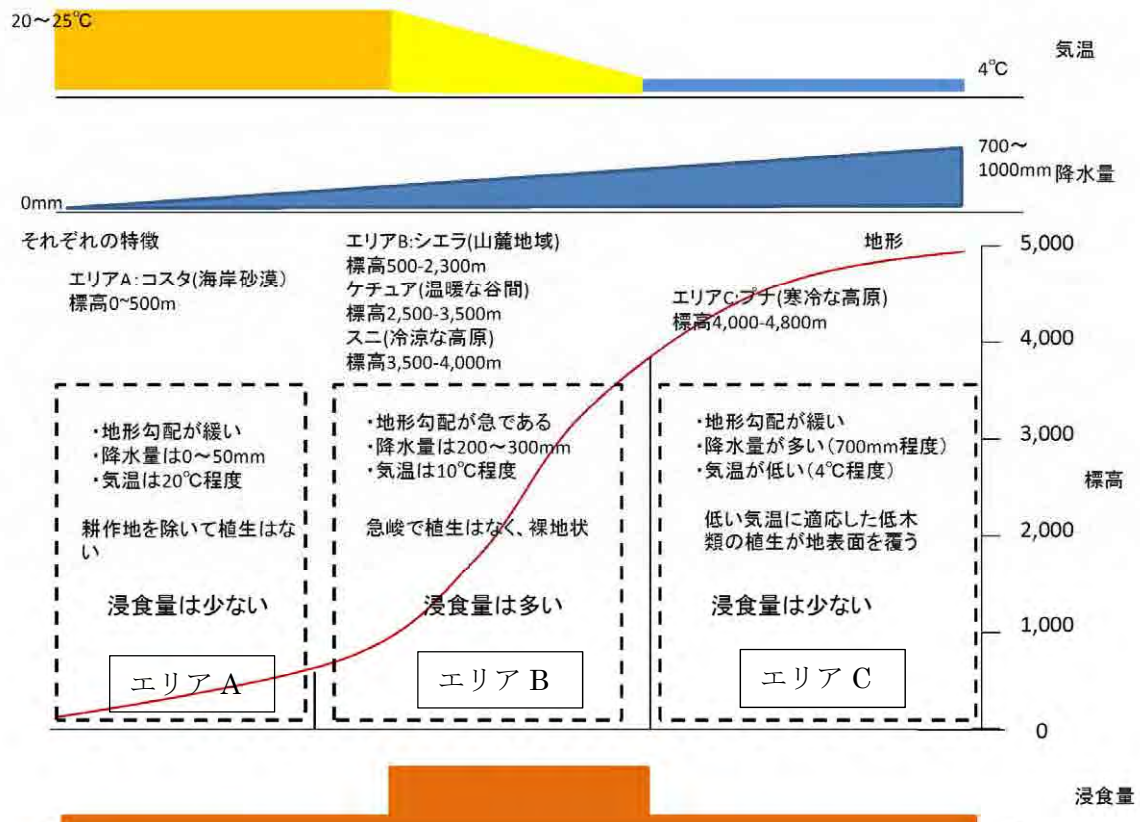 20～25℃
気温
4℃
700～
1000mm
降水量
0mm
それぞれの特徴
エリアA：コスタ(海岸砂漠)
標高0~500m
エリアB：シエラ(山麓地域)
標高500-2,300m
ケチュア(温暖な谷間)
標高2,500-3,500m
スニ(冷涼な高原)
標高3,500-4,000m
地形
エリアC：プナ(寒冷な高原)
標高4,000-4,800m
5,000
4,000
3,000
標高
2,000
1,000
0
・地形勾配が緩い
・降水量は0～50mm
・気温は20℃程度
耕作地を除いて植生はな
い
浸食量は少ない
エリア A
・地形勾配が急である
・降水量は200～300mm
・気温は10℃程度
急峻で植生はなく、裸地状
浸食量は多い
エリア B
・地形勾配が緩い
・降水量が多い(700mm程度)
・気温が低い(4℃程度)
低い気温に適応した低木
類の植生が地表面を覆う
浸食量は少ない
エリア C
浸食量